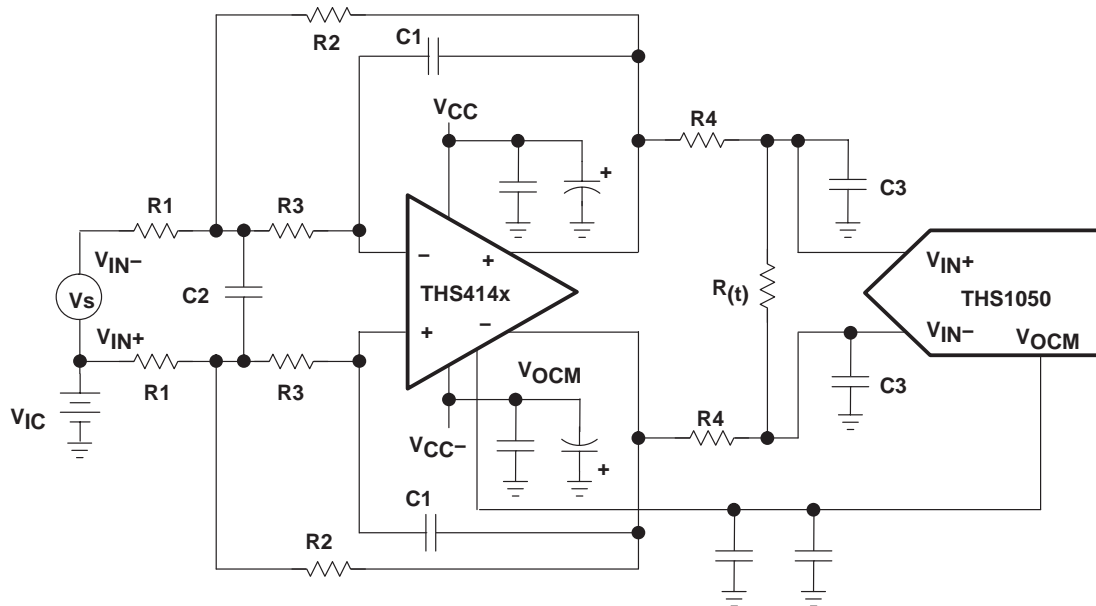 R2
C1
VCC
R4
+
C3
R1
R3
VIN−
−
+
VIN+
Vs
C2
THS414x
R(t)
THS1050
VIN+
+
−
VIN−
VOCM
R1
R3
VOCM
C3
VIC
R4
VCC−
+
C1
R2